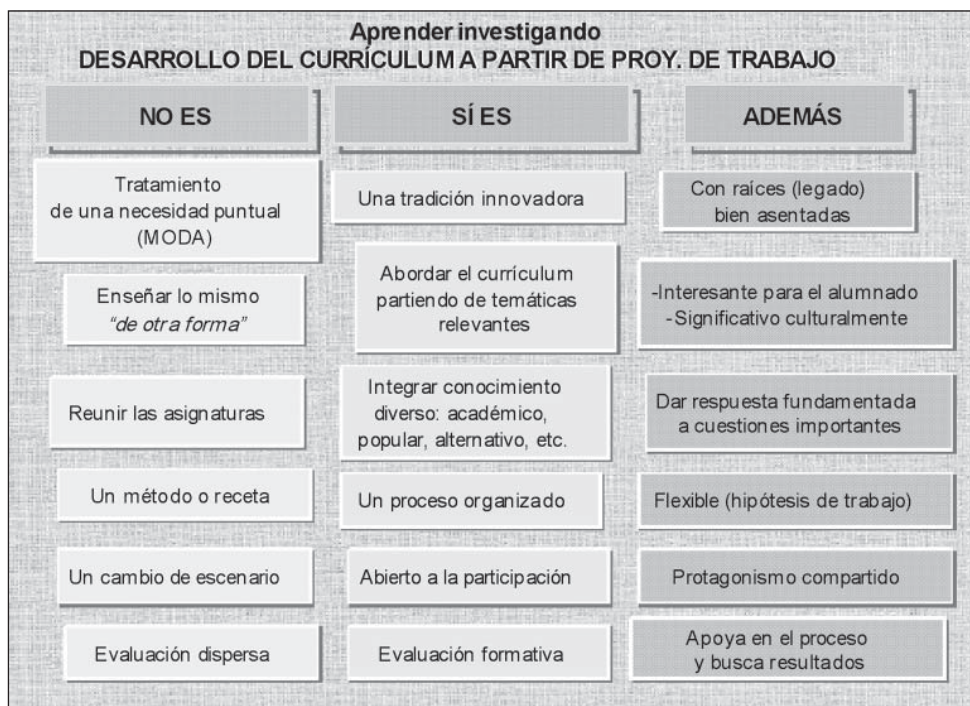 Aprender investigando
DESARROLLO DEL CURRÍCULUM A PARTIR DE PROY. DE TRABAJO
NO ES
SÍ ES
ADEMÁS
Tratamiento
de una necesidad puntual
(MODA)
Una tradición innovadora
Con raíces (legado)
bien asentadas
Enseñar lo mismo
“de otra forma”
Abordar el currículum
partiendo de temáticas
relevantes
-Interesante para el alumnado
-Significativo culturalmente
Reunir las asignaturas
Integrar conocimiento
diverso: académico,
popular, alternativo, etc.
Dar respuesta fundamentada
a cuestiones importantes
Un método o receta
Un proceso organizado
Flexible (hipótesis de trabajo)
Un cambio de escenario
Abierto a la participación
Protagonismo compartido
Evaluación dispersa
Evaluación formativa
Apoya en el proceso
y busca resultados